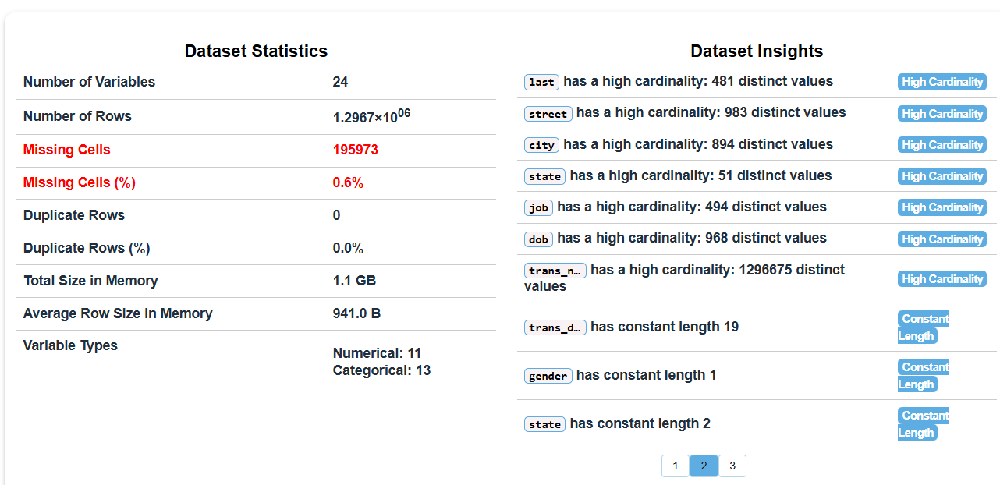 Dataset Statistics
Number of Variables 24
Number of Rows 1.2967×10⁰⁶
Missing Cells 195973
Missing Cells (%) 0.6%
Duplicate Rows 0
Duplicate Rows (%) 0.0%
Total Size in Memory 1.1 GB
Average Row Size in Memory 941.0 B
Variable Types
Numerical: 11
Categorical: 13
Dataset Insights
last has a high cardinality: 481 distinct values High Cardinality
street has a high cardinality: 983 distinct values High Cardinality
city has a high cardinality: 894 distinct values High Cardinality
state has a high cardinality: 51 distinct values High Cardinality
job has a high cardinality: 494 distinct values High Cardinality
dob has a high cardinality: 968 distinct values High Cardinality
trans_n… has a high cardinality: 1296675 distinct
values
High Cardinality
trans_d… has constant length 19
Constant
Length
gender has constant length 1
Constant
Length
state has constant length 2
Constant
Length
1 2 3